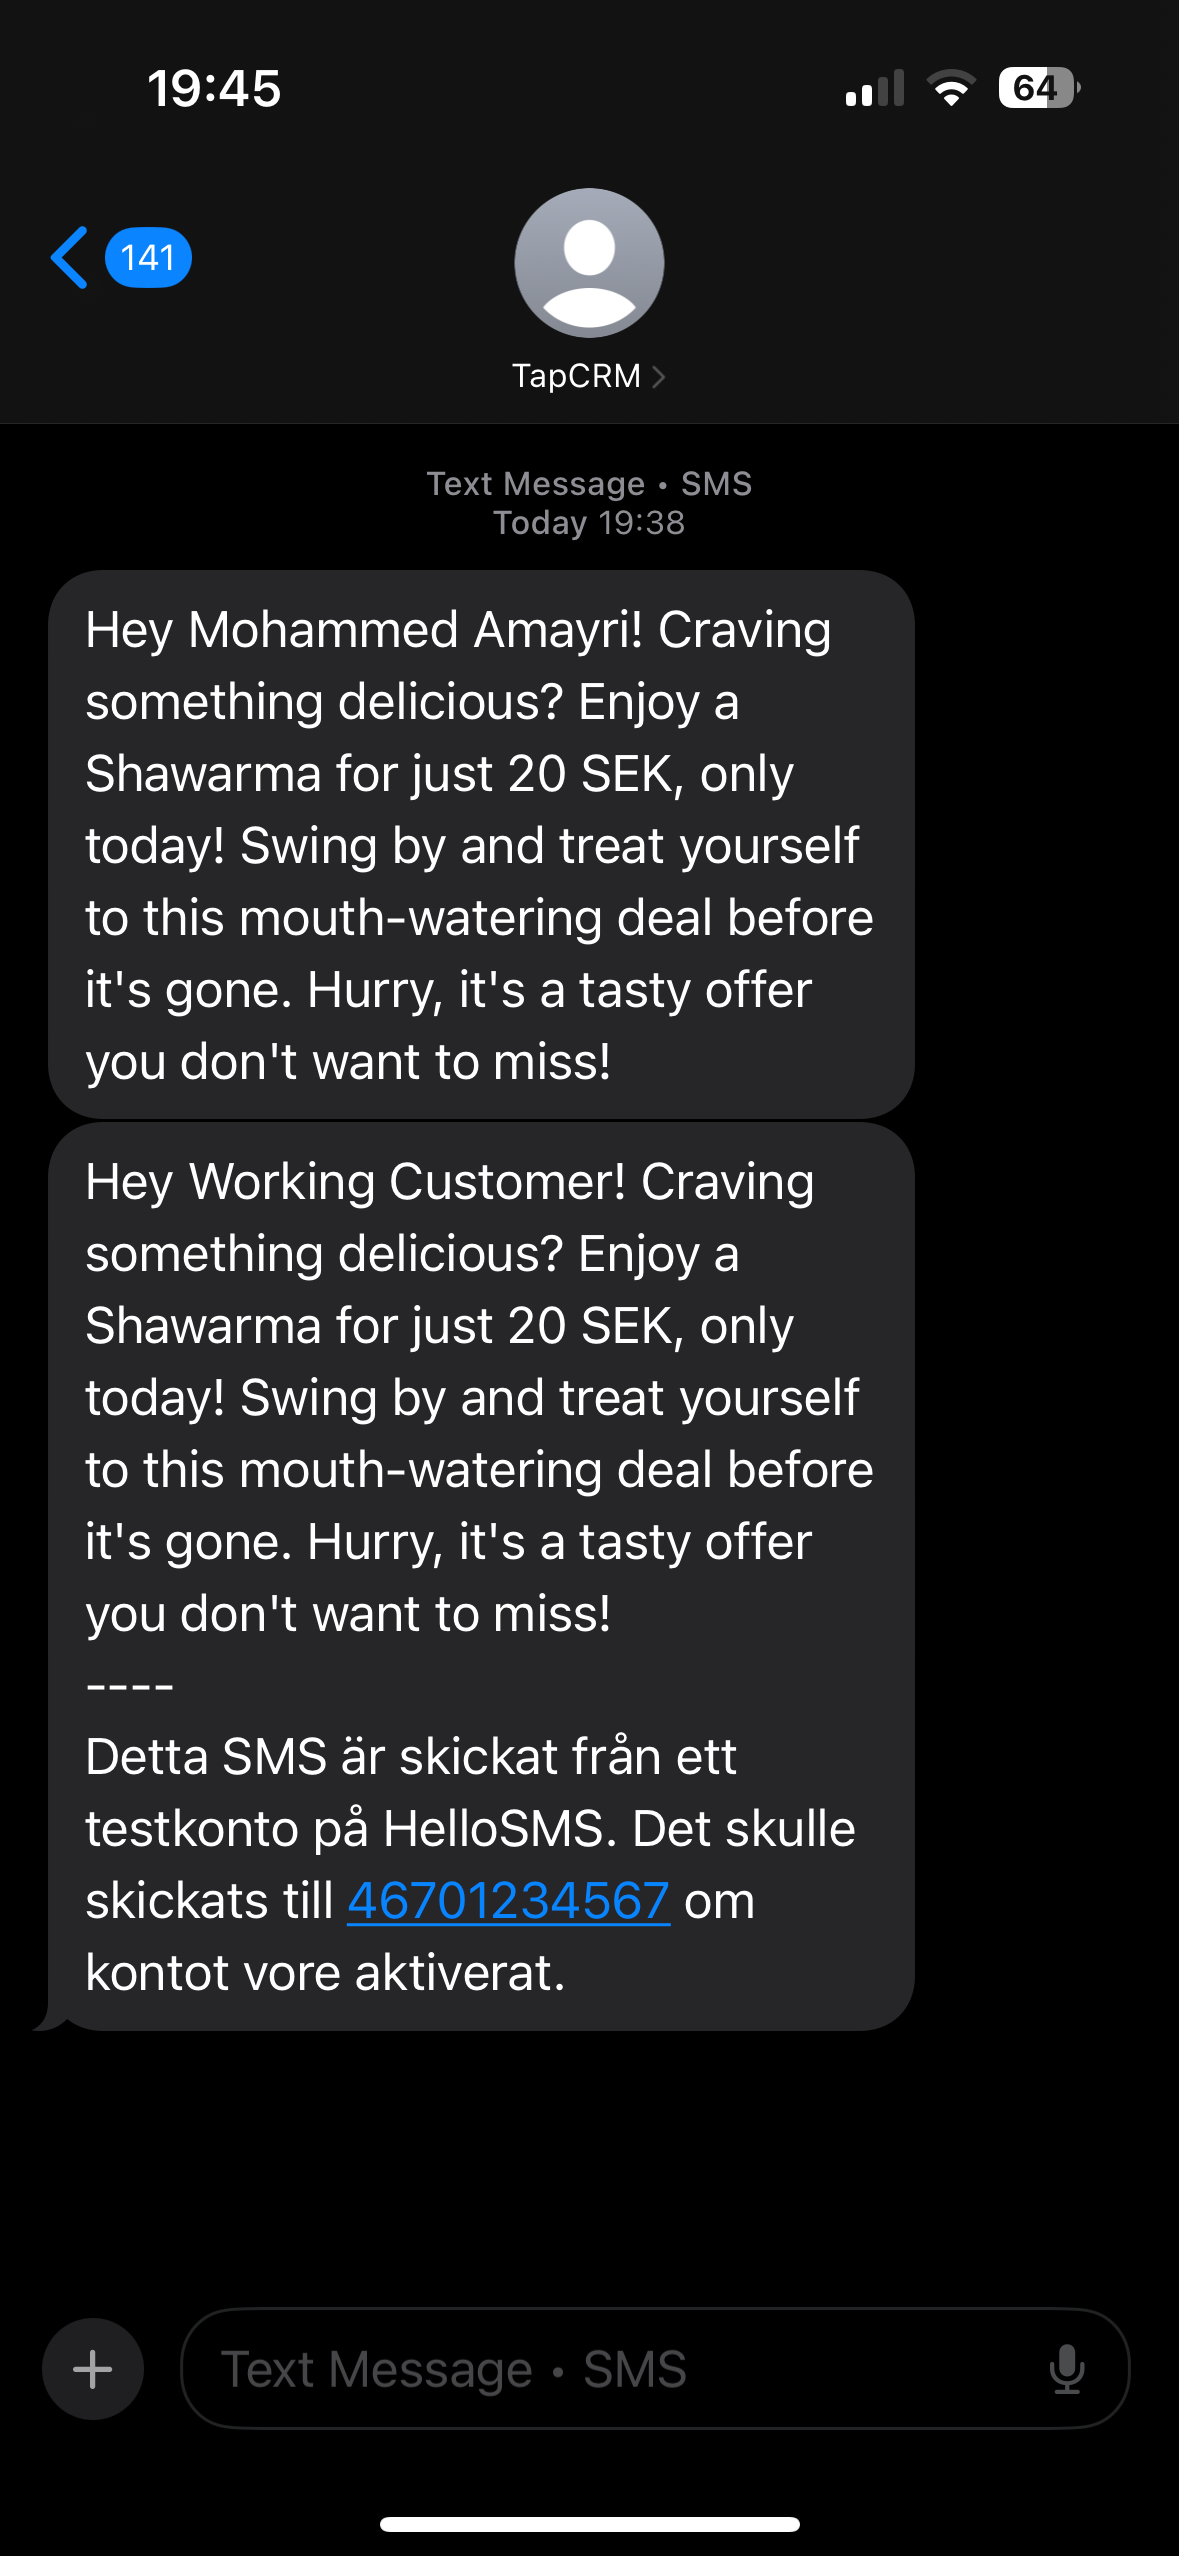 19:45
64
141
TapCRM
Text Message • SMS
Today 19:38
Hey Mohammed Amayri! Craving
something delicious? Enjoy a
Shawarma for just 20 SEK, only
today! Swing by and treat yourself
to this mouth-watering deal before
it's gone. Hurry, it's a tasty offer
you don't want to miss!
Hey Working Customer! Craving
something delicious? Enjoy a
Shawarma for just 20 SEK, only
today! Swing by and treat yourself
to this mouth-watering deal before
it's gone. Hurry, it's a tasty offer
you don't want to miss!
----
Detta SMS är skickat från ett
testkonto på HelloSMS. Det skulle
skickats till 46701234567 om
kontot vore aktiverat.
Text Message • SMS